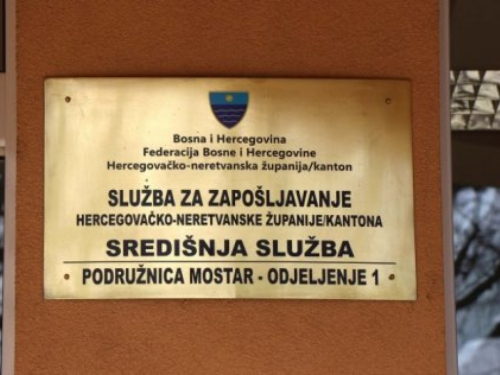 Bosna i Hercegovina
Federacija Bosne i Hercegovine
Hercegovačko-neretvanska županija/kanton
SLUŽBA ZA ZAPOŠLJAVANJE
HERCEGOVAČKO-NERETVANSKE ŽUPANIJE/KANTONA
SREDIŠNJA SLUŽBA
PODRUŽNICA MOSTAR - ODJELJENJE 1